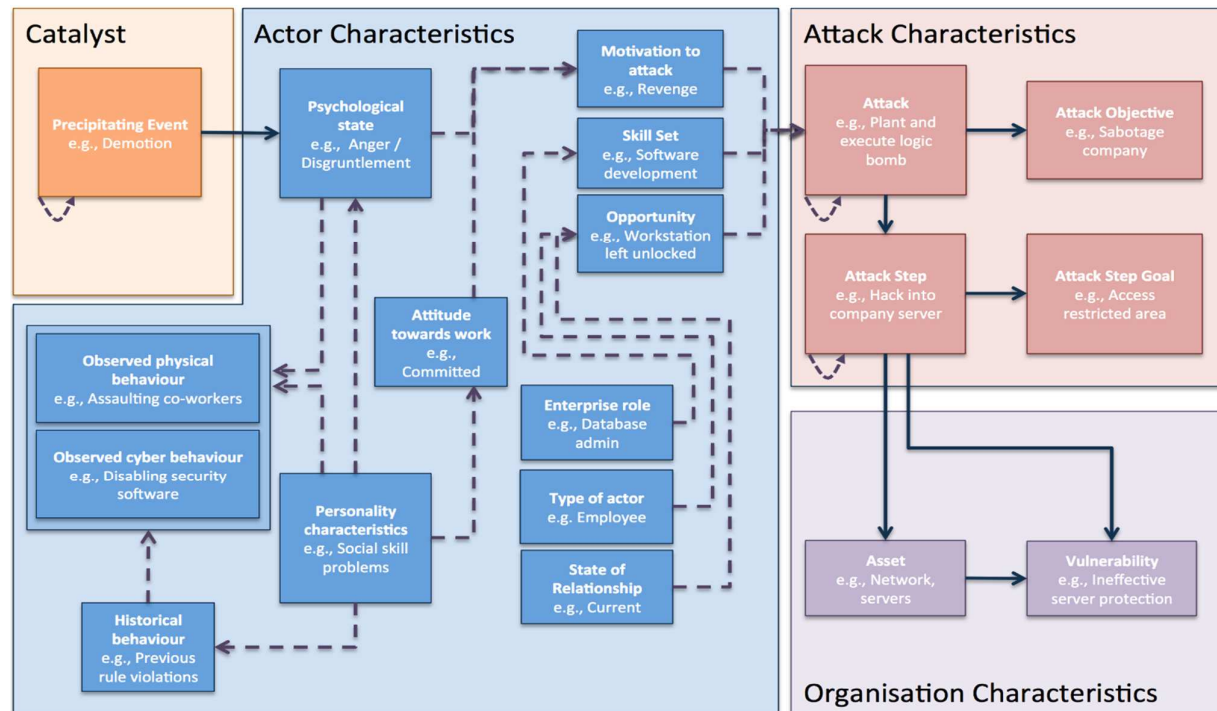 Catalyst
Precipitating Event
e.g., Demotion
Actor Characteristics
Psychological
state
e.g.,  Anger /
Disgruntlement
Motivation to
attack
e.g., Revenge
Skill Set
e.g., Software
development
Opportunity
e.g., Workstation
left unlocked
Attitude
towards work
e.g.,
Committed
Observed physical
behaviour
e.g., Assaulting co-workers
Observed cyber behaviour
e.g., Disabling security
software
Personality
characteristics
e.g., Social skill
problems
Historical
behaviour
e.g., Previous
rule violations
Enterprise role
e.g., Database
admin
Type of actor
e.g. Employee
State of
Relationship
e.g., Current
Attack Characteristics
Attack
e.g., Plant and
execute logic
bomb
Attack Objective
e.g., Sabotage
company
Attack Step
e.g., Hack into
company server
Attack Step Goal
e.g., Access
restricted area
Asset
e.g., Network,
servers
Vulnerability
e.g., Ineffective
server protection
Organisation Characteristics